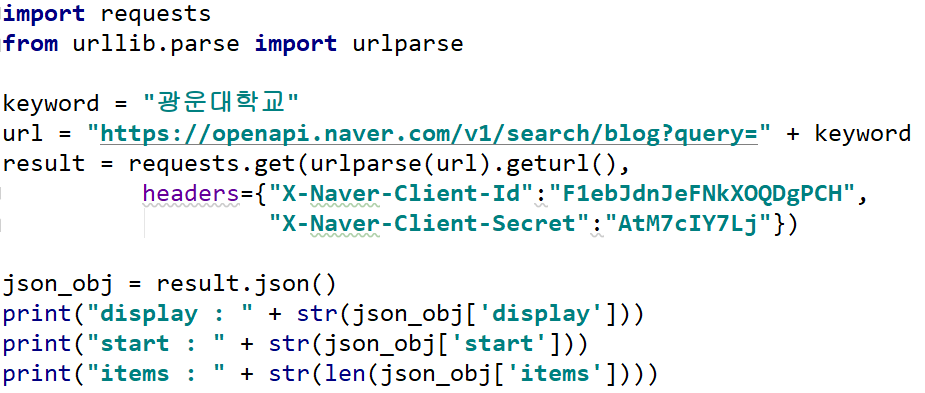 import requests
from urllib.parse import urlparse
keyword = "광운대학교"
url = "https://openapi.naver.com/v1/search/blog?query=" + keyword
result = requests.get(urlparse(url).geturl(),
headers={"X-Naver-Client-Id":"F1ebJdnJeFNkXOQDgPCH",
"X-Naver-Client-Secret":"AtM7cIY7Lj"})
json_obj = result.json()
print("display : " + str(json_obj['display']))
print("start : " + str(json_obj['start']))
print("items : " + str(len(json_obj['items'])))